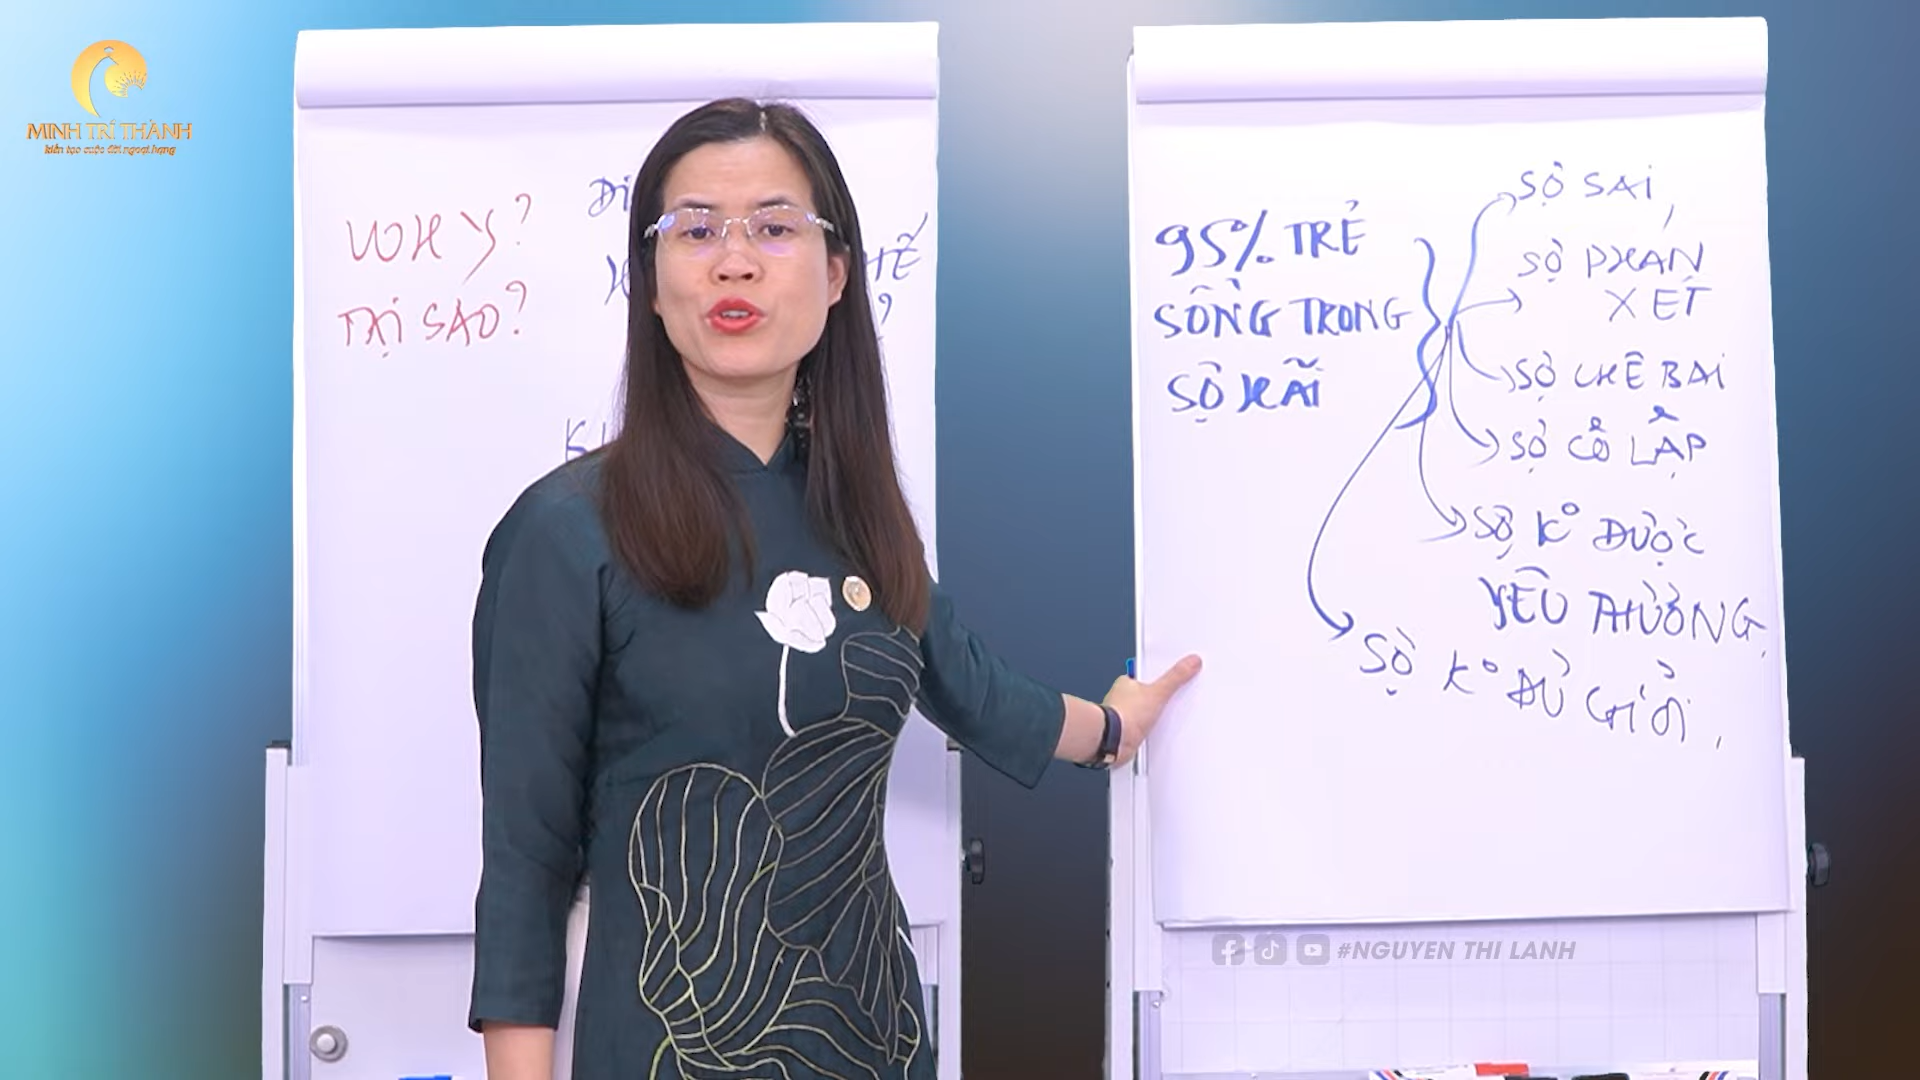 MINH TRÍ THÀNH
kiến tạo cuộc đời ngoại hạng
WHY?
TẠI SAO?
95% TRẺ
SỐNG TRONG
SỢ HÃI
SỢ SAI,
SỢ PHÁN
XÉT
SỢ CHÊ BAI
SỢ CÔ LẬP
SỢ K° ĐƯỢC
YÊU THƯƠNG,
SỢ K° ĐỦ GIỎI,
#NGUYEN THI LANH